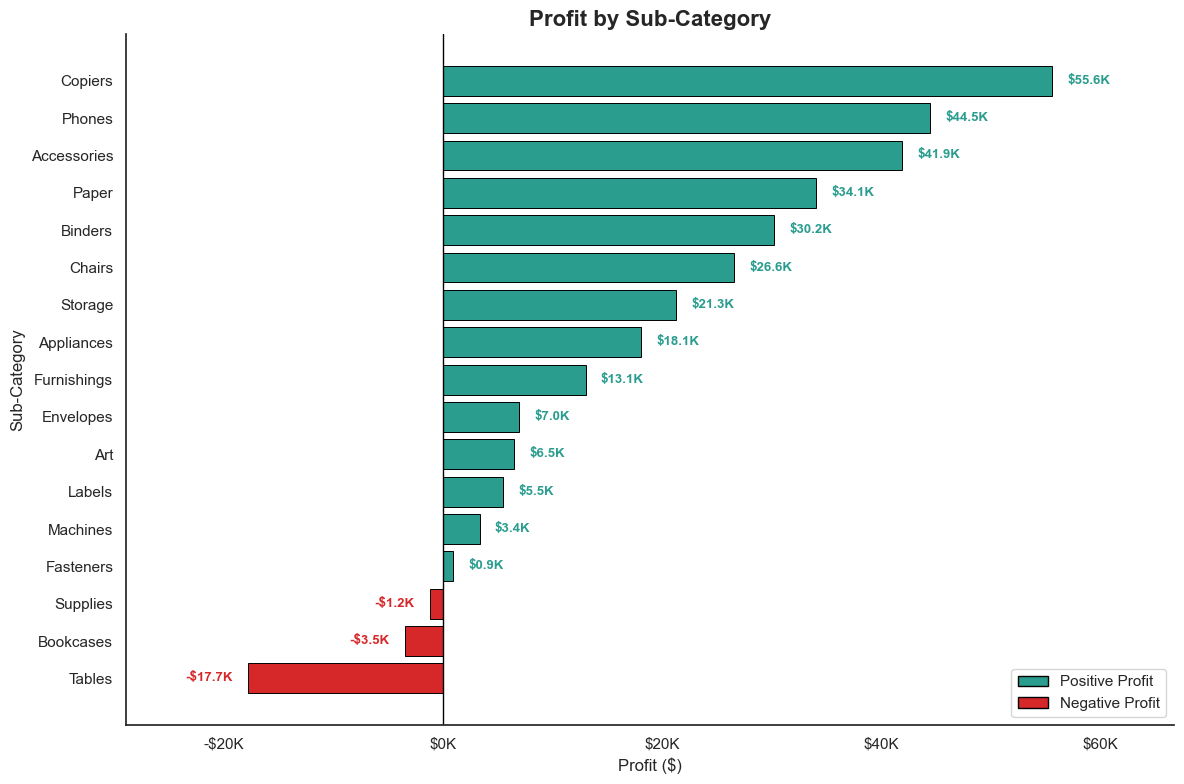 Profit by Sub-Category
Copiers $55.6K
Phones $44.5K
Accessories $41.9K
Paper $34.1K
Binders $30.2K
Chairs $26.6K
Storage $21.3K
Appliances $18.1K
Furnishings $13.1K
Envelopes $7.0K
Art $6.5K
Labels $5.5K
Machines $3.4K
Fasteners $0.9K
Supplies -$1.2K
Bookcases -$3.5K
Tables -$17.7K
Sub-Category
Positive Profit
Negative Profit
-$20K $0K $20K $40K $60K
Profit ($)